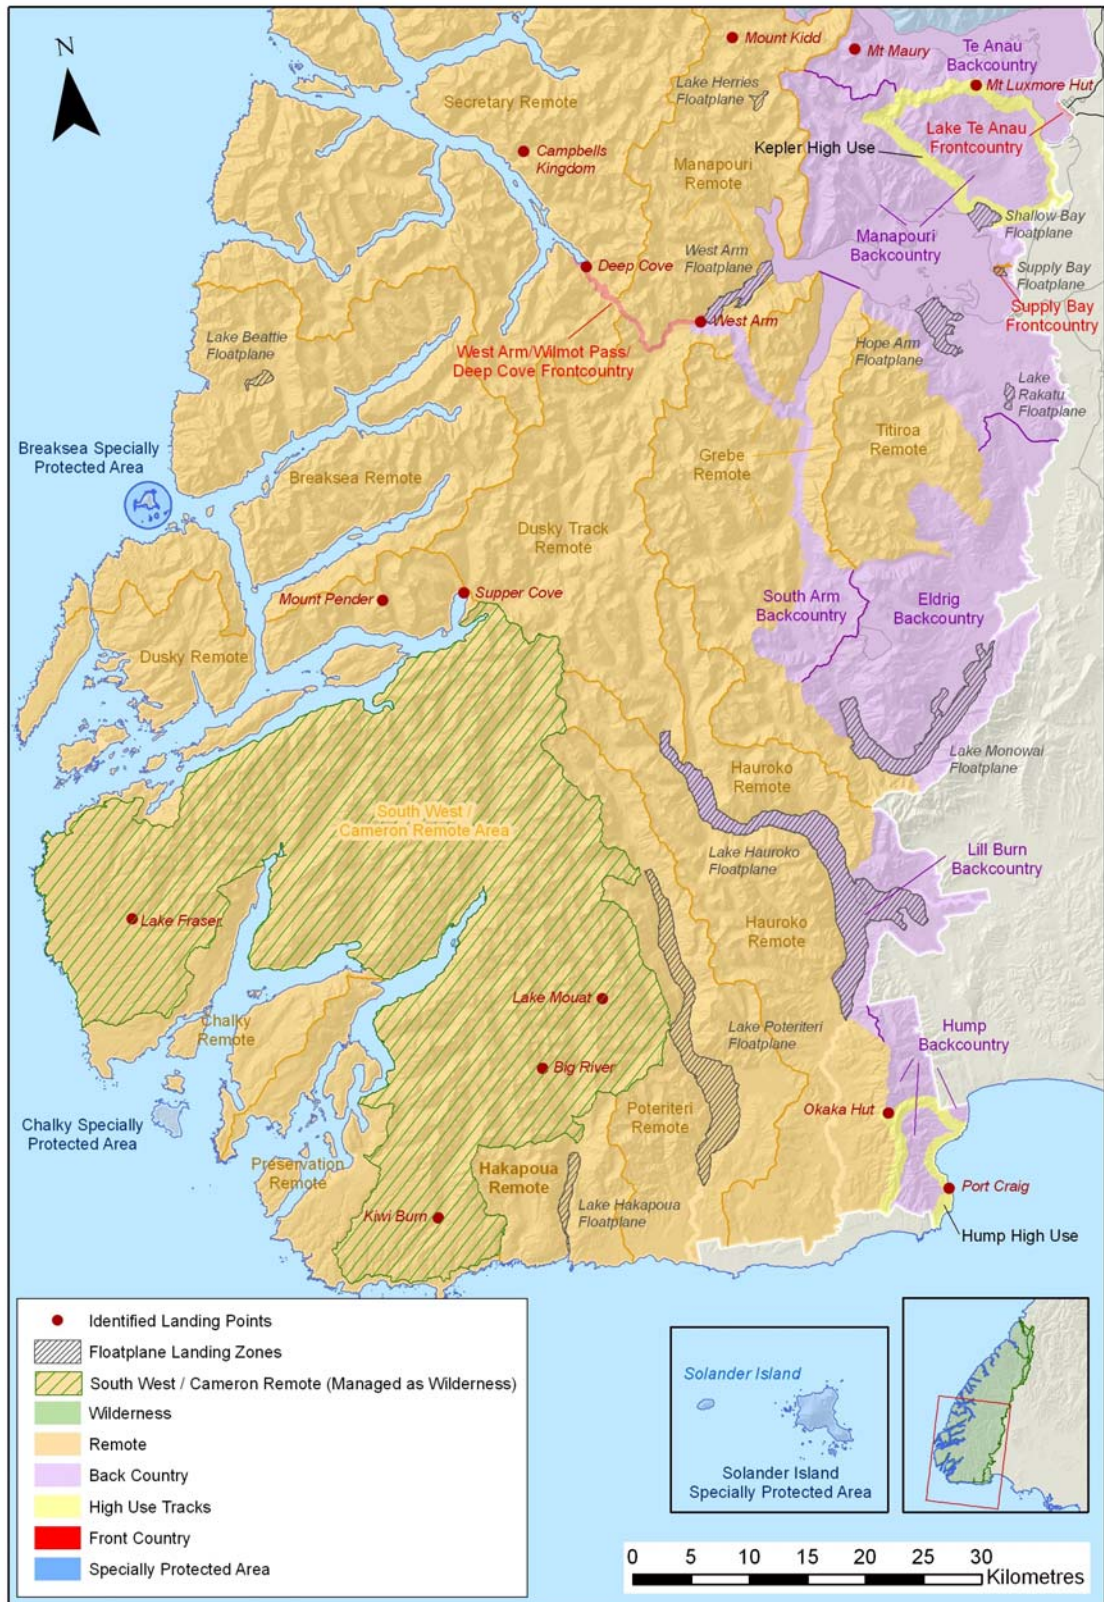 N
Mount Kidd
Mt Maury
Te Anau
Backcountry
Lake Herries
Floatplane
Mt Luxmore Hut
Secretary Remote
Lake Te Anau
Frontcountry
Campbells
Kingdom
Kepler High Use
Manapouri
Remote
Shallow Bay
Floatplane
Manapouri
Backcountry
West Arm
Floatplane
Deep Cove
Supply Bay
Floatplane
Supply Bay
Frontcountry
West Arm
Lake Beattie
Floatplane
West Arm/Wilmot Pass/
Deep Cove Frontcountry
Hope Arm
Floatplane
Lake
Rakatu
Floatplane
Titiroa
Remote
Breaksea Specially
Protected Area
Grebe
Remote
Breaksea Remote
Dusky Track
Remote
Mount Pender
Supper Cove
South Arm
Backcountry
Eldrig
Backcountry
Dusky Remote
Lake Monowai
Floatplane
Hauroko
Remote
South West /
Cameron Remote Area
Lake Hauroko
Floatplane
Lill Burn
Backcountry
Lake Fraser
Hauroko
Remote
Lake Mouat
Chalky
Remote
Lake Poteriteri
Floatplane
Hump
Backcountry
Big River
Okaka Hut
Poteriteri
Remote
Chalky Specially
Protected Area
Preservation
Remote
Hakapoua
Remote
Port Craig
Kiwi Burn
Lake Hakapoua
Floatplane
Hump High Use
Identified Landing Points
Floatplane Landing Zones
South West / Cameron Remote (Managed as Wilderness)
Wilderness
Remote
Back Country
High Use Tracks
Front Country
Specially Protected Area
Solander Island
Solander Island
Specially Protected Area
0 5 10 15 20 25 30
Kilometres